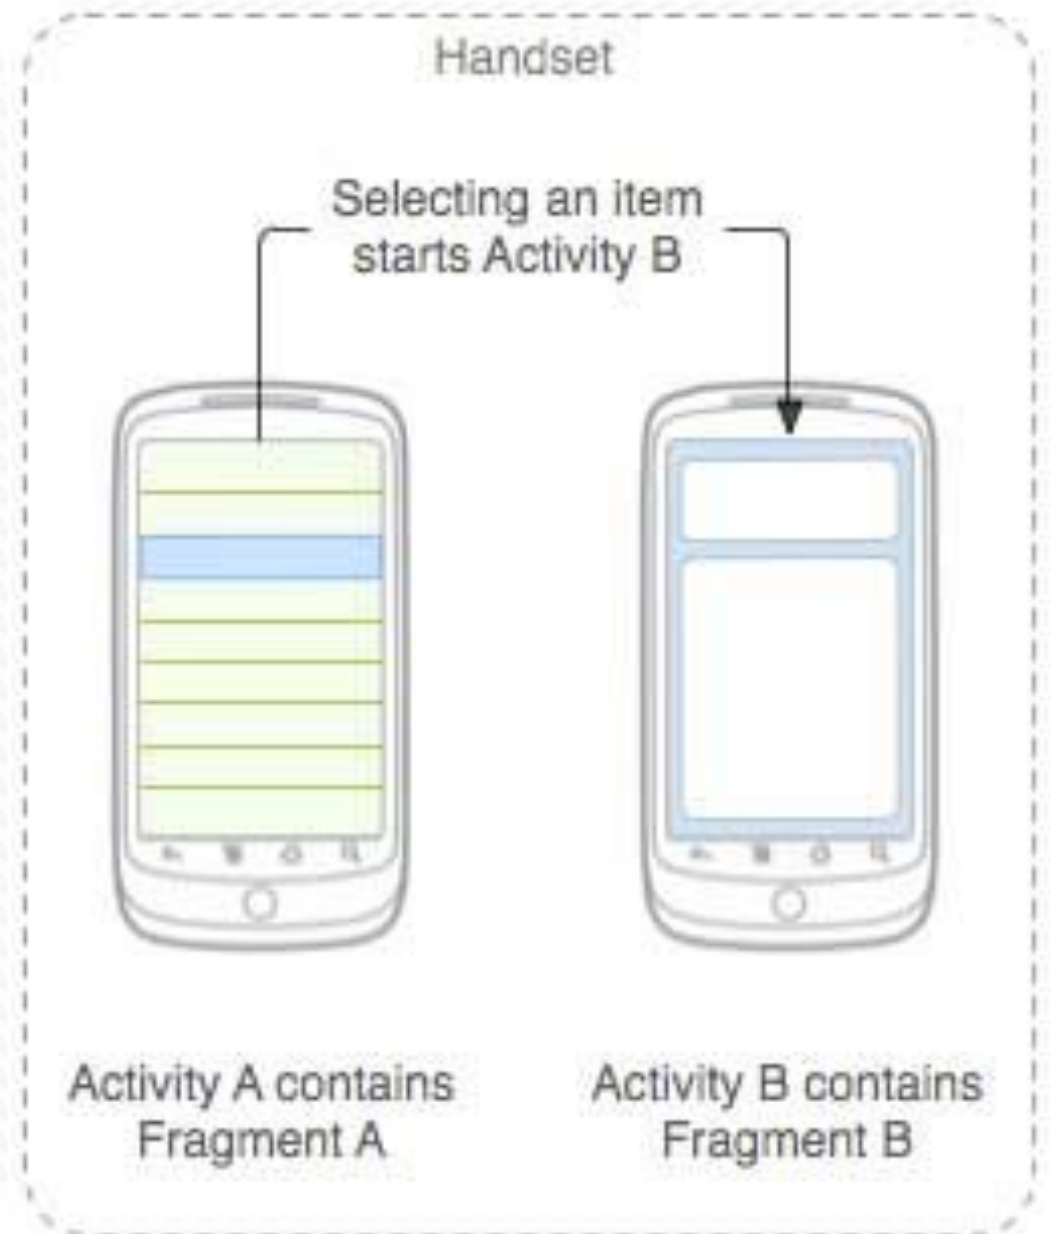 Handset
Selecting an item
starts Activity B
Activity A contains
Fragment A
Activity B contains
Fragment B